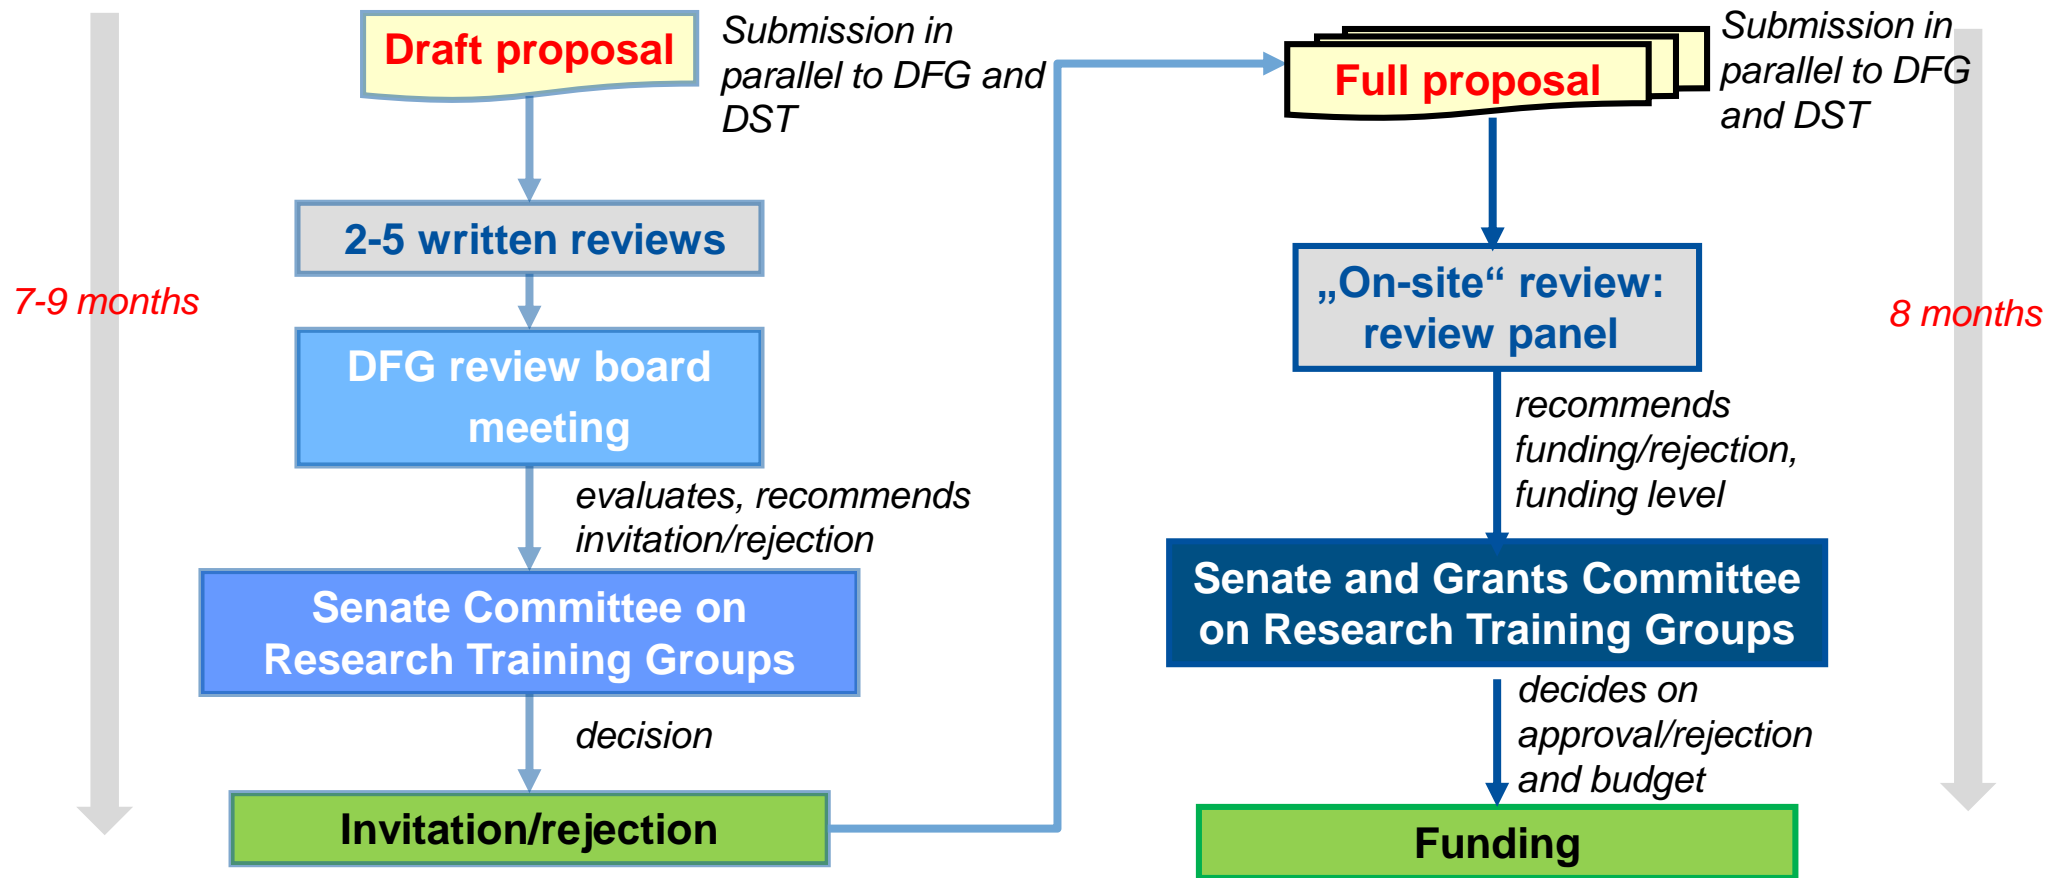 Draft proposal
Submission in
parallel to DFG and
DST
2-5 written reviews
7-9 months
DFG review board
meeting
evaluates, recommends
invitation/rejection
Senate Committee on
Research Training Groups
decision
Invitation/rejection
Full proposal
Submission in
parallel to DFG
and DST
„On-site“ review:
review panel
8 months
recommends
funding/rejection,
funding level
Senate and Grants Committee
on Research Training Groups
decides on
approval/rejection
and budget
Funding